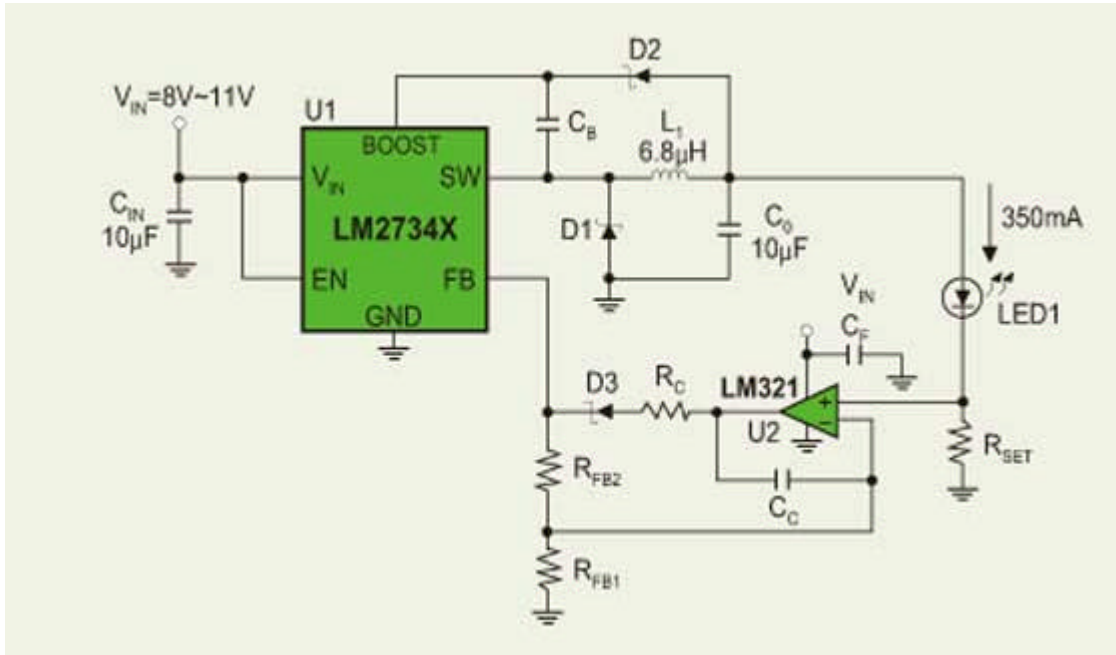 D2
V_IN=8V~11V
U1
BOOST
C_B
L_1
6.8µH
V_IN
SW
C_IN
10µF
LM2734X
D1
C_0
10µF
350mA
EN
FB
GND
V_IN
C_F
LED1
D3
R_C
LM321
+
−
U2
R_SET
R_FB2
C_C
R_FB1